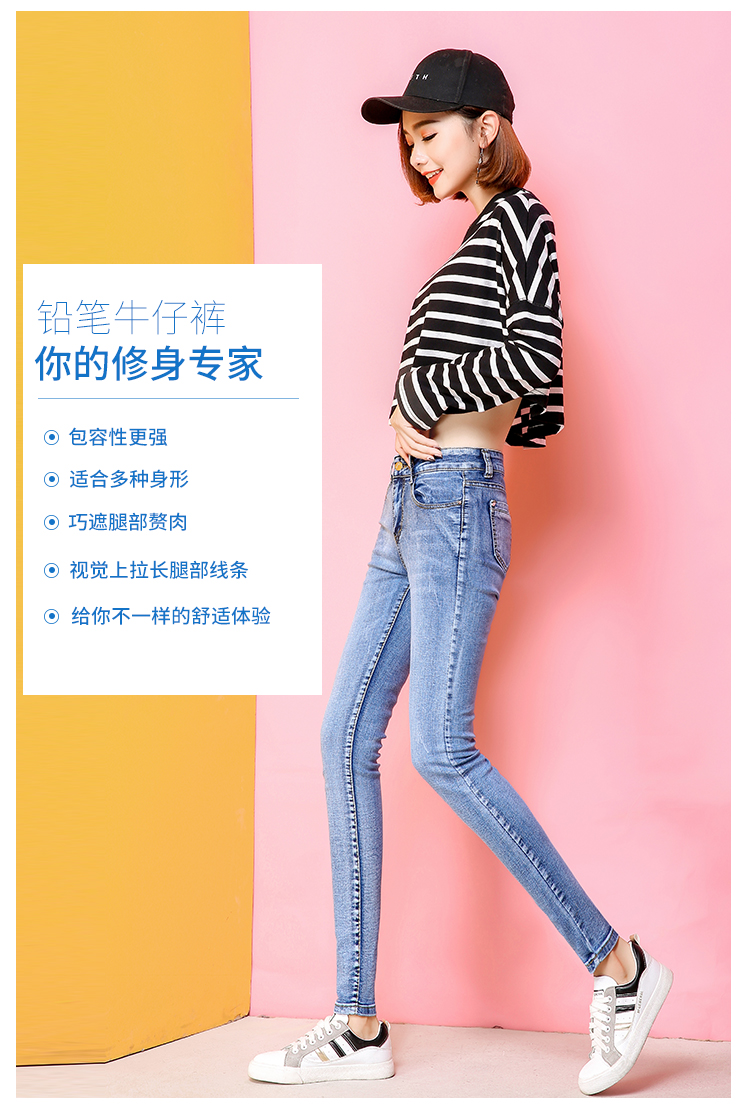 铅笔牛仔裤
你的修身专家
包容性更强
适合多种身形
巧遮腿部赘肉
视觉上拉长腿部线条
给你不一样的舒适体验